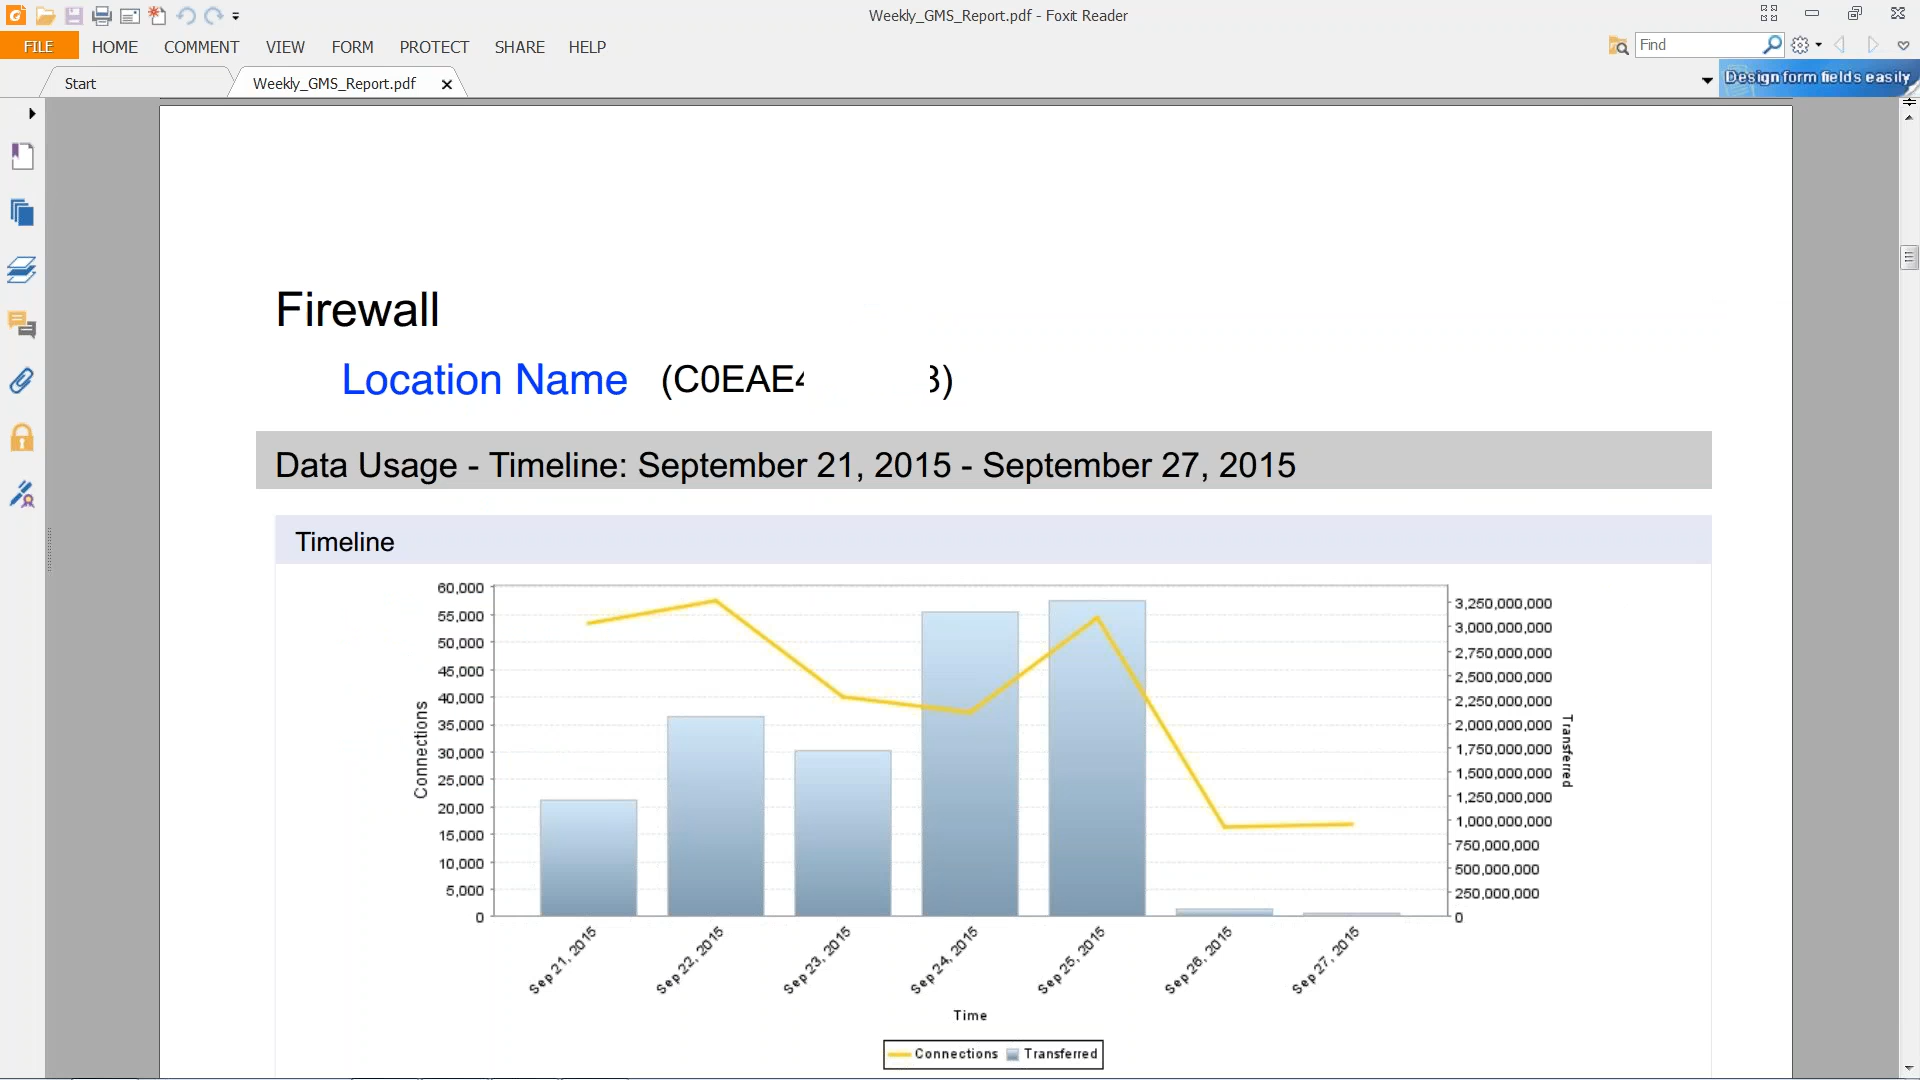 Weekly_GMS_Report.pdf - Foxit Reader
FILE HOME COMMENT VIEW FORM PROTECT SHARE HELP
Find
Start
Weekly_GMS_Report.pdf
Design form fields easily
Firewall
Location Name (C0EAE4 3)
Data Usage - Timeline: September 21, 2015 - September 27, 2015
Timeline
60,000
55,000
50,000
45,000
40,000
35,000
30,000
25,000
20,000
15,000
10,000
5,000
0
Connections
3,250,000,000
3,000,000,000
2,750,000,000
2,500,000,000
2,250,000,000
2,000,000,000
1,750,000,000
1,500,000,000
1,250,000,000
1,000,000,000
750,000,000
500,000,000
250,000,000
0
Transferred
Sep 21, 2015
Sep 22, 2015
Sep 23, 2015
Sep 24, 2015
Sep 25, 2015
Sep 26, 2015
Sep 27, 2015
Time
Connections Transferred